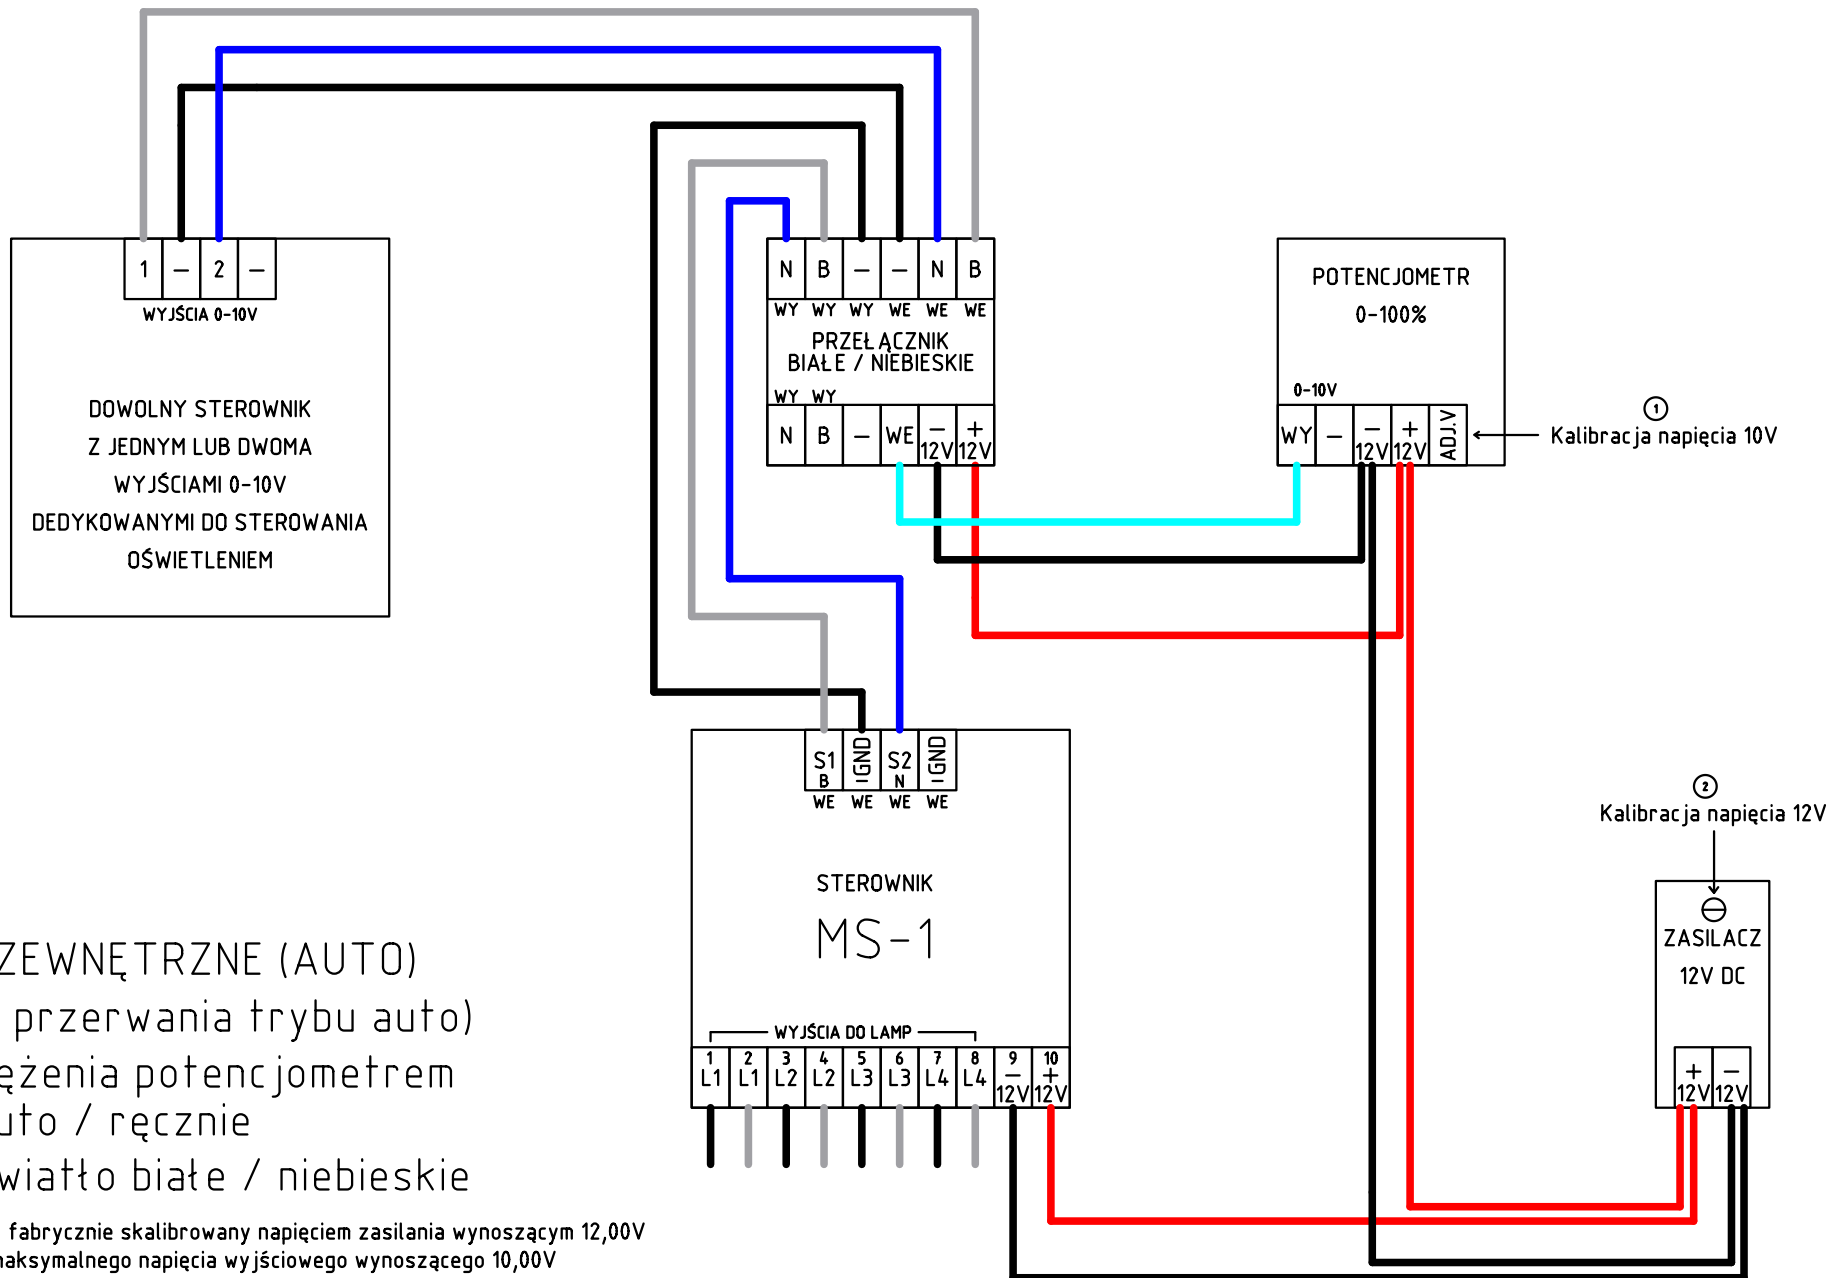 1 – 2 –
WYJŚCIA 0-10V
DOWOLNY STEROWNIK
Z JEDNYM LUB DWOMA
WYJŚCIAMI 0-10V
DEDYKOWANYMI DO STEROWANIA
OŚWIETLENIEM
N B – – N B
WY WY WY WE WE WE
PRZEŁĄCZNIK
BIAŁE / NIEBIESKIE
WY WY
N B – WE – 12V + 12V
POTENCJOMETR
0-100%
0-10V
WY – – 12V + 12V ADJ.V
1
Kalibracja napięcia 10V
S1 B -GND S2 N -GND
WE WE WE WE
STEROWNIK
MS-1
WYJŚCIA DO LAMP
1 2 3 4 5 6 7 8 9 10
L1 L1 L2 L2 L3 L3 L4 L4 – +
12V 12V
2
Kalibracja napięcia 12V
ZASILACZ
12V DC
+ –
12V 12V
ZEWNĘTRZNE (AUTO)
przerwania trybu auto)
ężenia potencjometrem
uto / ręcznie
wiatło białe / niebieskie
fabrycznie skalibrowany napięciem zasilania wynoszącym 12,00V
maksymalnego napięcia wyjściowego wynoszącego 10,00V